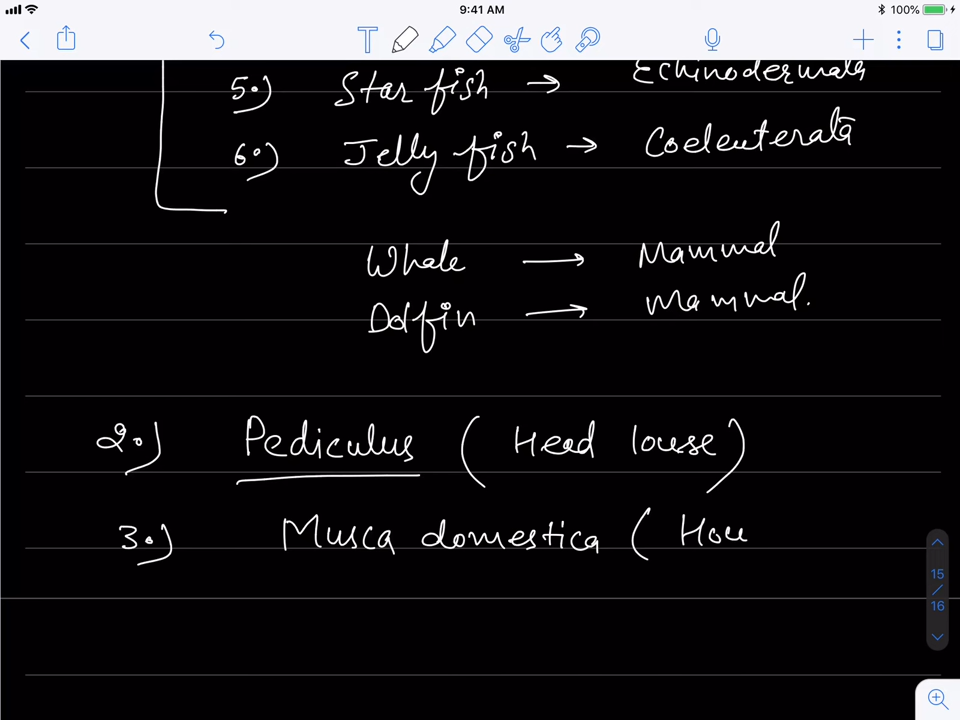 9:41 AM
100%
5.) Star fish → Echinodermata
6.) Jelly fish → Coelenterata
Whale → Mammal
Dolfin → Mammal.
2.) Pediculus ( Head louse )
3.) Musca domestica ( Hou
15
/
16